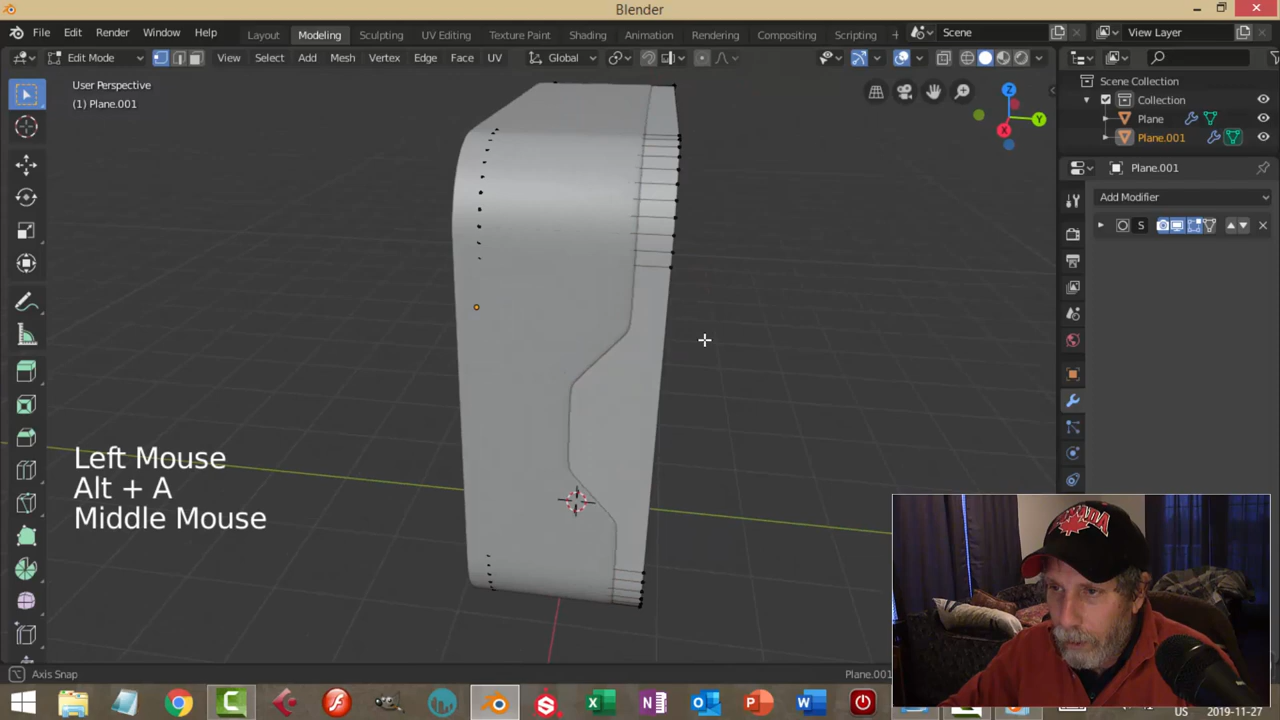 Blender
File Edit Render Window Help Layout Modeling Sculpting UV Editing Texture Paint Shading Animation Rendering Compositing Scripting + Scene View Layer
Edit Mode View Select Add Mesh Vertex Edge Face UV Global
User Perspective
(1) Plane.001
Z
Y
X
Scene Collection
Collection
Plane
Plane.001
Plane.001
Add Modifier
S
Left Mouse
Alt + A
Middle Mouse
CANADA
Axis Snap
Plane.001
US
2019-11-27